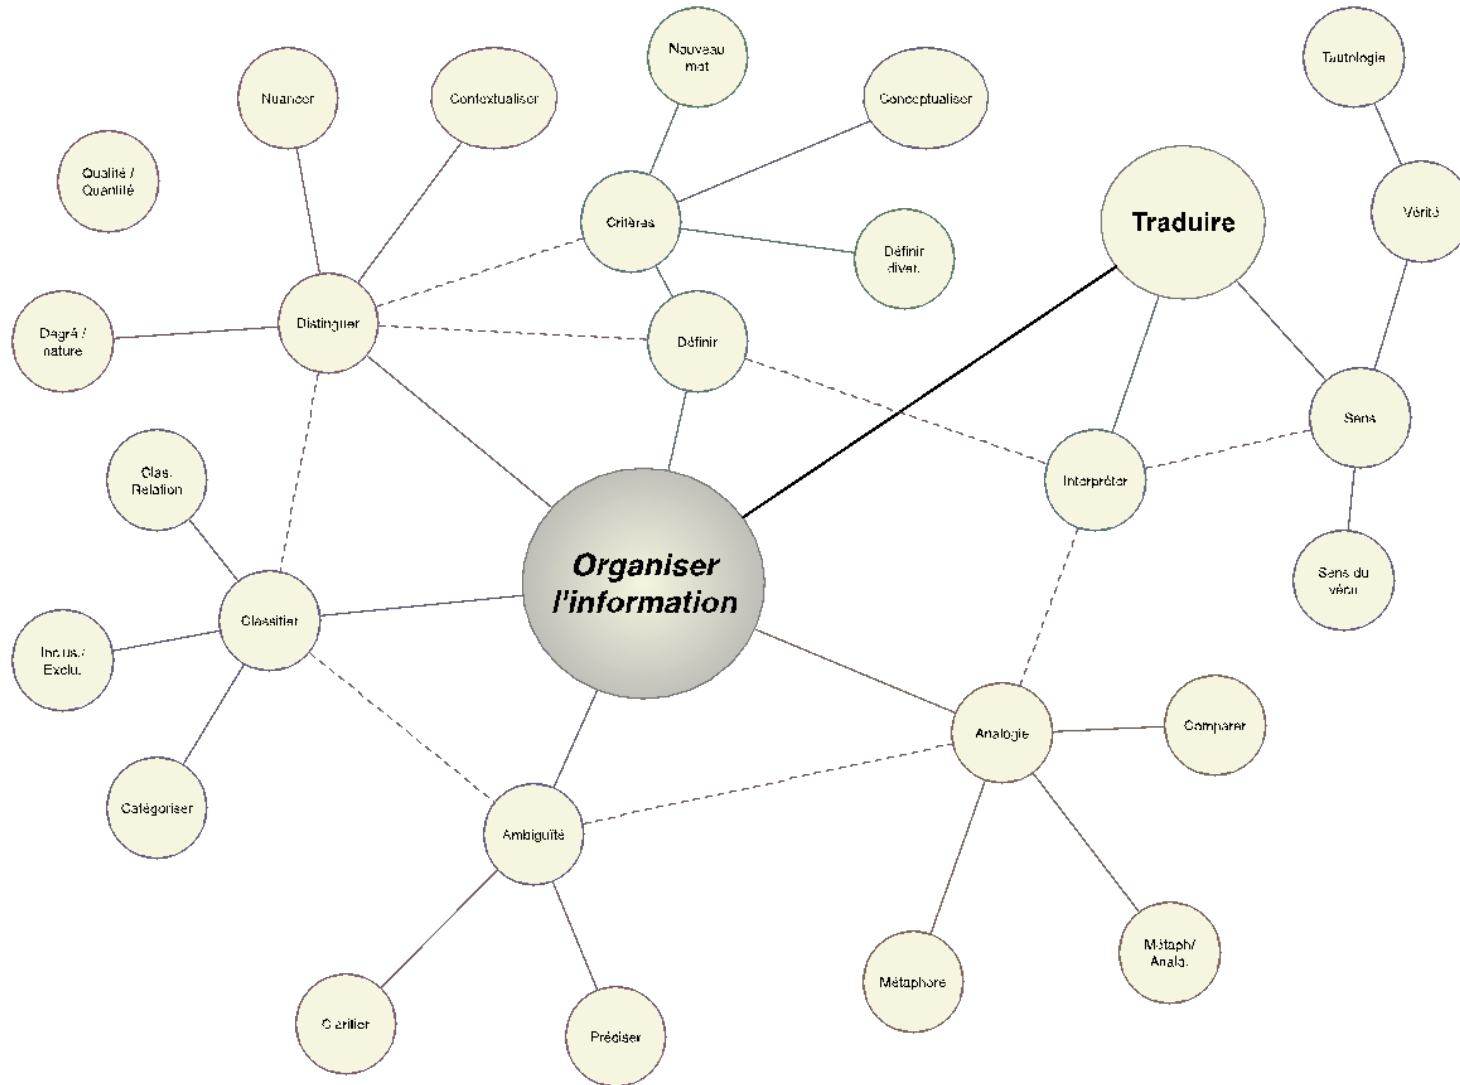 Nouveau
mot
Tautologie
Nuancer
Contextualiser
Conceptualiser
Qualité /
Quantité
Vérité
Critères
Traduire
Définir
diver.
Distinguer
Degré /
nature
Définir
Sens
Clas.
Relation
Interpréter
Organiser
l'information
Sens du
vécu
Classifier
Inclus./
Exclu.
Analogie
Comparer
Catégoriser
Ambiguïté
Métaph/
Analo.
Métaphore
Clarifier
Préciser